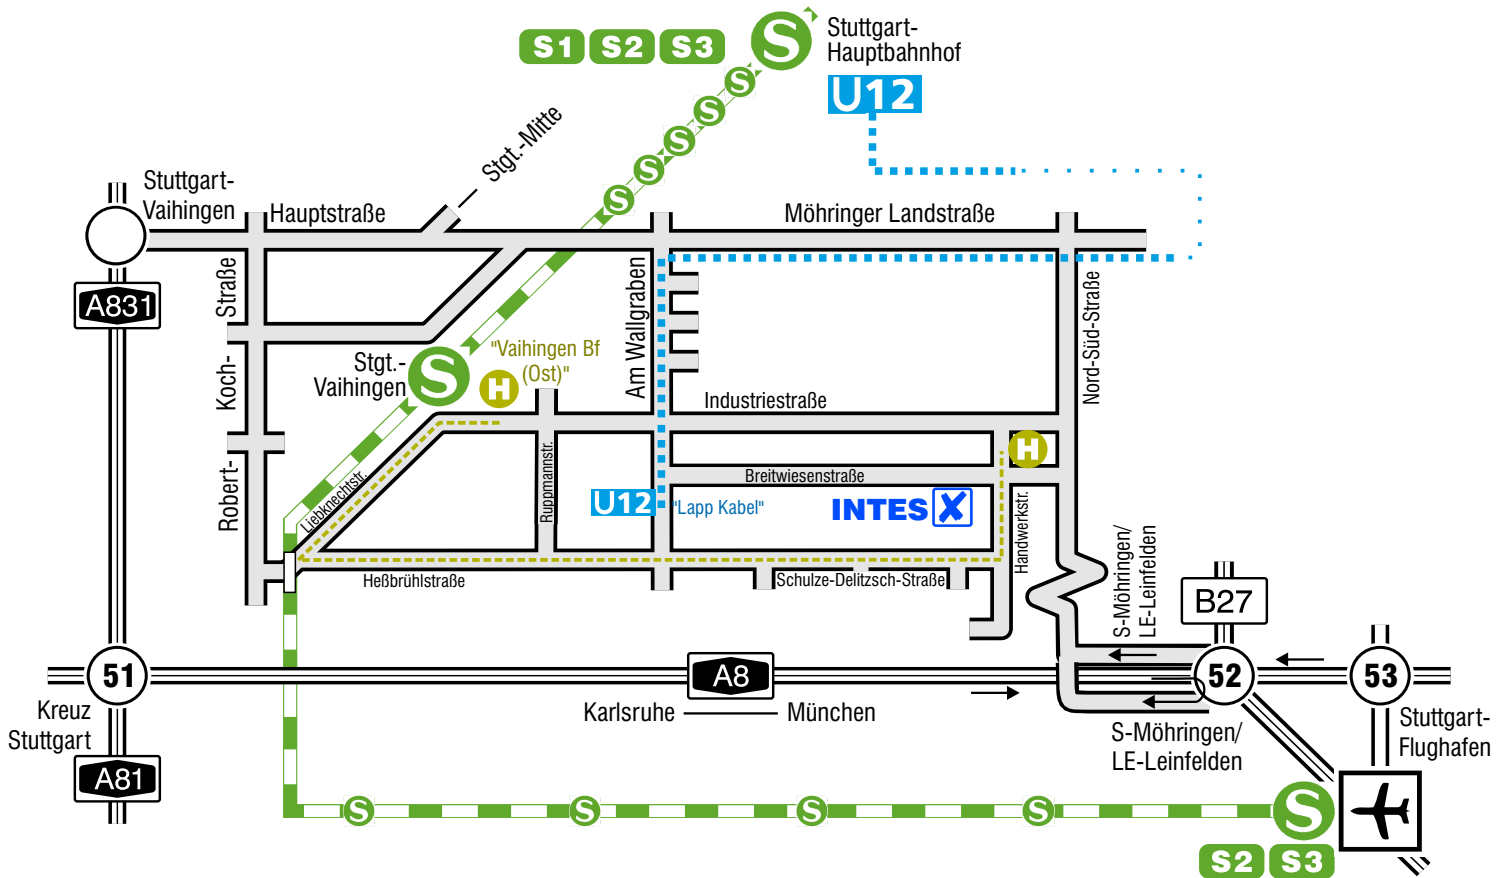 S1 S2 S3
S
Stuttgart-
Hauptbahnhof
U12
S
S
S
S
S
Stgt.-Mitte
Stuttgart-
Vaihingen
Hauptstraße
Möhringer Landstraße
A831
Robert-
Koch-
Straße
Stgt.-
Vaihingen
S
"Vaihingen Bf
(Ost)"
H
Am Wallgraben
Nord-Süd-Straße
Industriestraße
H
Breitwiesenstraße
Liebknechtstr.
Ruppmannstr.
U12
"Lapp Kabel"
INTES X
Handwerkstr.
Heßbrühlstraße
Schulze-Delitzsch-Straße
S-Möhringen/
LE-Leinfelden
B27
51
A8
52
53
Kreuz
Stuttgart
Karlsruhe
München
S-Möhringen/
LE-Leinfelden
Stuttgart-
Flughafen
A81
S
S
S
S
S
S2 S3